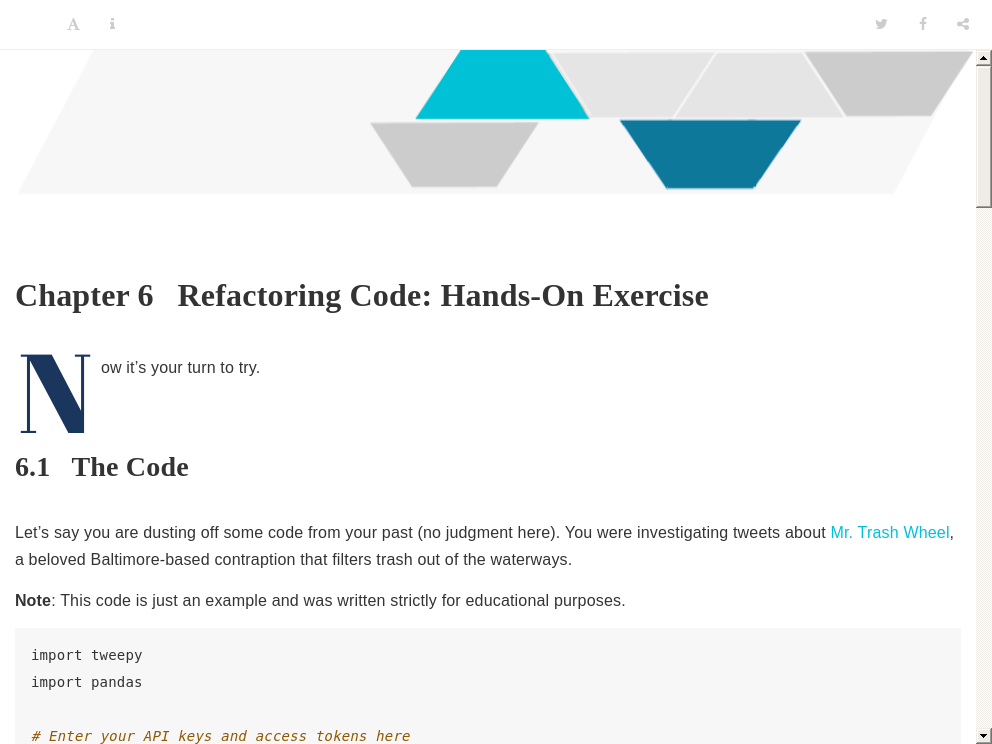 Chapter 6 Refactoring Code: Hands-On Exercise
Now it’s your turn to try.
6.1 The Code
Let’s say you are dusting off some code from your past (no judgment here). You were investigating tweets about Mr. Trash Wheel,
a beloved Baltimore-based contraption that filters trash out of the waterways.
Note: This code is just an example and was written strictly for educational purposes.
import tweepy
import pandas
# Enter your API keys and access tokens here